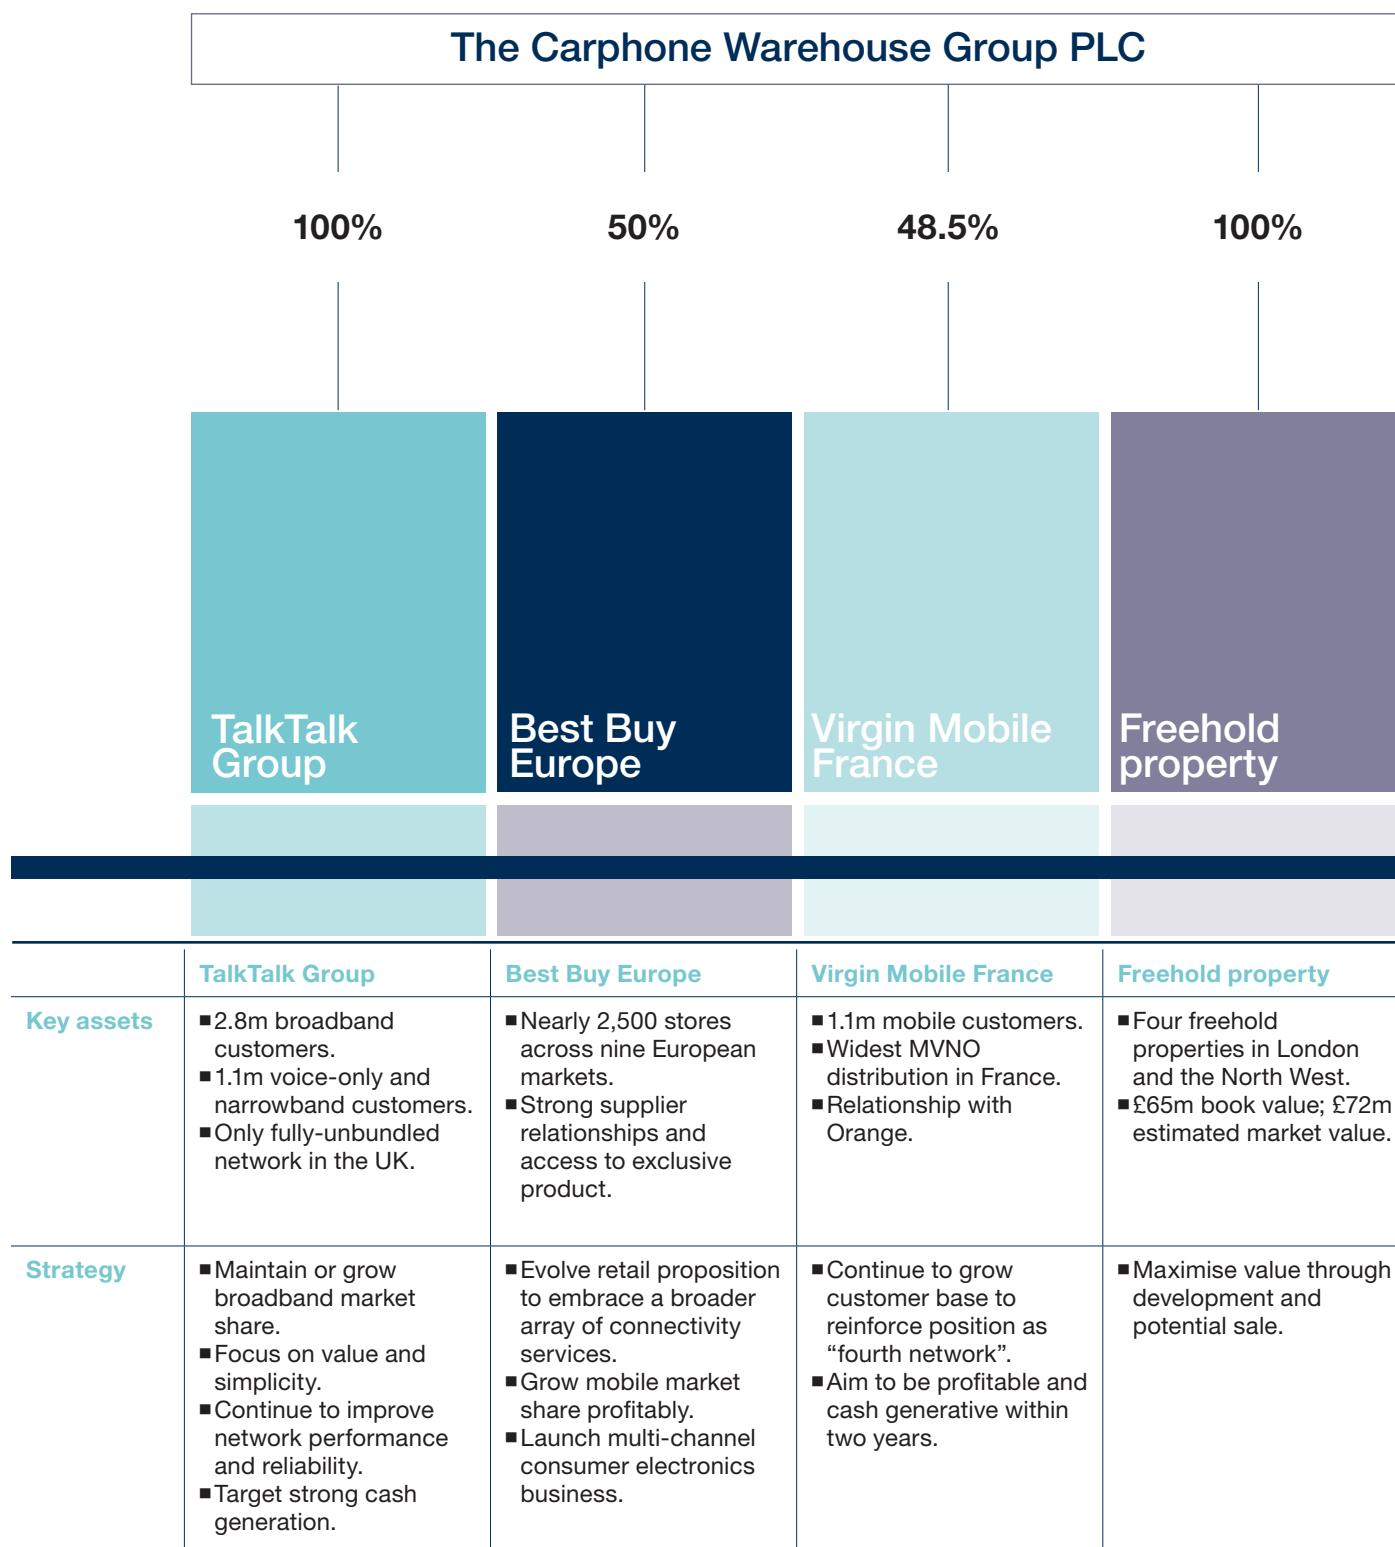 The Carphone Warehouse Group PLC
100%
50%
48.5%
100%
TalkTalk
Group
Best Buy
Europe
Virgin Mobile
France
Freehold
property
TalkTalk Group
Best Buy Europe
Virgin Mobile France
Freehold property
Key assets
■ 2.8m broadband
customers.
■ 1.1m voice-only and
narrowband customers.
■ Only fully-unbundled
network in the UK.
■ Nearly 2,500 stores
across nine European
markets.
■ Strong supplier
relationships and
access to exclusive
product.
■ 1.1m mobile customers.
■ Widest MVNO
distribution in France.
■ Relationship with
Orange.
■ Four freehold
properties in London
and the North West.
■ £65m book value; £72m
estimated market value.
Strategy
■ Maintain or grow
broadband market
share.
■ Focus on value and
simplicity.
■ Continue to improve
network performance
and reliability.
■ Target strong cash
generation.
■ Evolve retail proposition
to embrace a broader
array of connectivity
services.
■ Grow mobile market
share profitably.
■ Launch multi-channel
consumer electronics
business.
■ Continue to grow
customer base to
reinforce position as
“fourth network”.
■ Aim to be profitable and
cash generative within
two years.
■ Maximise value through
development and
potential sale.